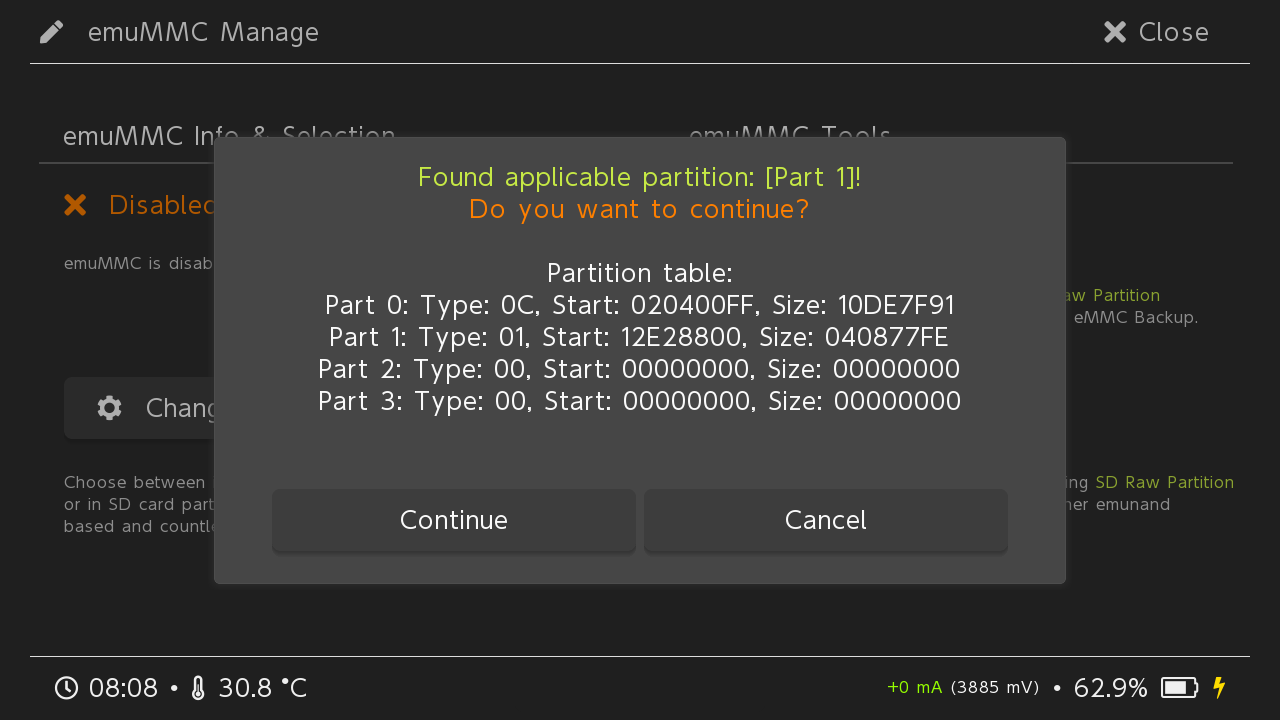 emuMMC Manage
Close
emuMMC Info & Selection
emuMMC Tools
Found applicable partition: [Part 1]!
Do you want to continue?
Disabled
emuMMC is disab
Partition table:
Part 0: Type: 0C, Start: 020400FF, Size: 10DE7F91
Part 1: Type: 01, Start: 12E28800, Size: 040877FE
Part 2: Type: 00, Start: 00000000, Size: 00000000
Part 3: Type: 00, Start: 00000000, Size: 00000000
aw Partition
eMMC Backup.
Chang
Choose between
or in SD card part
based and countle
ing SD Raw Partition
her emunand
Continue
Cancel
08:08 • 30.8 °C
+0 mA (3885 mV) • 62.9%